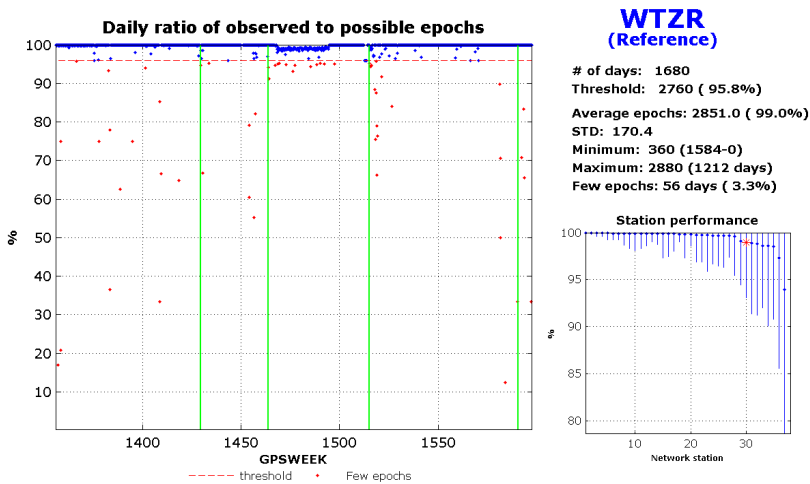 Daily ratio of observed to possible epochs
100
90
80
70
60
50
40
30
20
10
%
1400
1450
1500
1550
GPSWEEK
threshold
Few epochs
WTZR
(Reference)
# of days: 1680
Threshold: 2760 ( 95.8%)
Average epochs: 2851.0 ( 99.0%)
STD: 170.4
Minimum: 360 (1584-0)
Maximum: 2880 (1212 days)
Few epochs: 56 days ( 3.3%)
Station performance
100
95
90
85
80
%
10
20
30
Network station